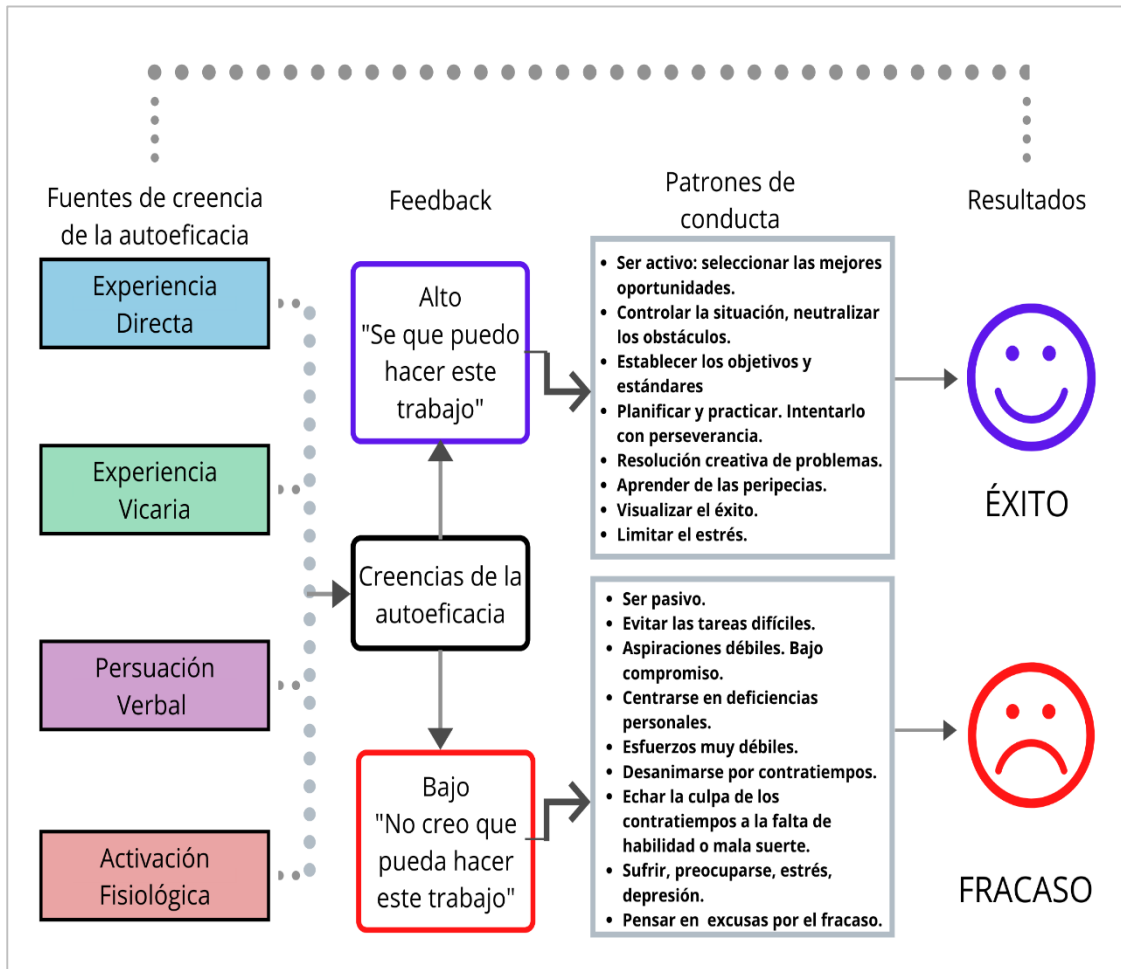 Fuentes de creencia
de la autoeficacia
Feedback
Patrones de
conducta
Resultados
Experiencia
Directa
Experiencia
Vicaria
Persuación
Verbal
Activación
Fisiológica
Alto
"Se que puedo
hacer este
trabajo"
Creencias de la
autoeficacia
Bajo
"No creo que
pueda hacer
este trabajo"
• Ser activo: seleccionar las mejores
oportunidades.
• Controlar la situación, neutralizar
los obstáculos.
• Establecer los objetivos y
estándares
• Planificar y practicar. Intentarlo
con perseverancia.
• Resolución creativa de problemas.
• Aprender de las peripecias.
• Visualizar el éxito.
• Limitar el estrés.
• Ser pasivo.
• Evitar las tareas difíciles.
• Aspiraciones débiles. Bajo
compromiso.
• Centrarse en deficiencias
personales.
• Esfuerzos muy débiles.
• Desanimarse por contratiempos.
• Echar la culpa de los
contratiempos a la falta de
habilidad o mala suerte.
• Sufrir, preocuparse, estrés,
depresión.
• Pensar en excusas por el fracaso.
ÉXITO
FRACASO